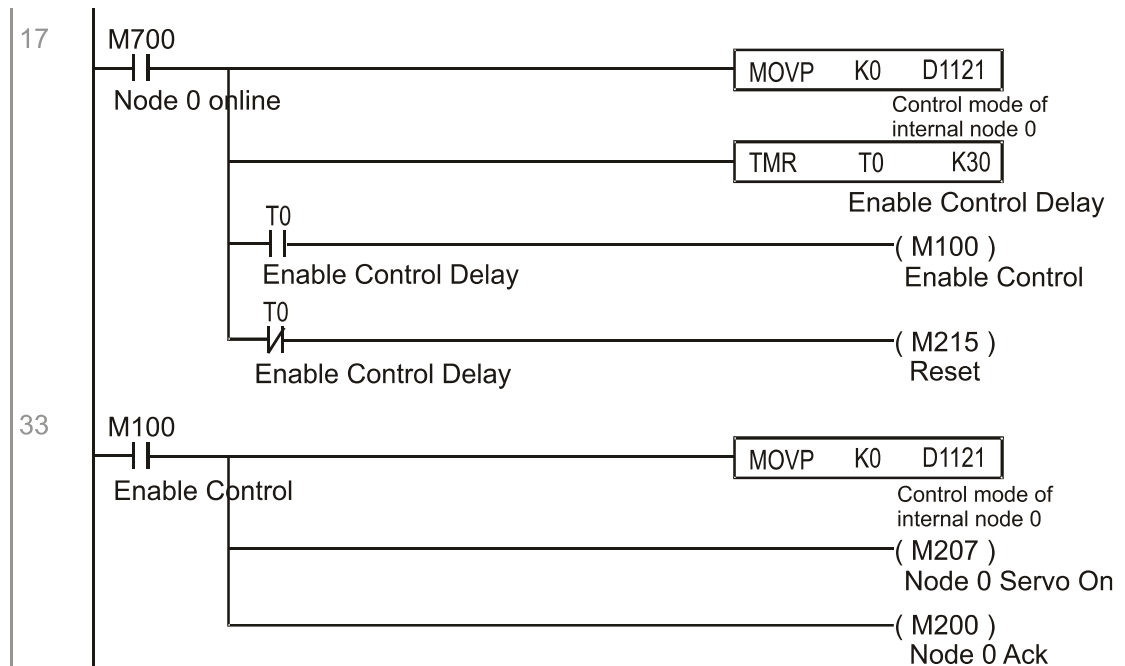 17
M700
Node 0 online
MOVP K0 D1121
Control mode of
internal node 0
TMR T0 K30
Enable Control Delay
T0
( M100 )
Enable Control Delay
Enable Control
T0
( M215 )
Enable Control Delay
Reset
33
M100
MOVP K0 D1121
Enable Control
Control mode of
internal node 0
( M207 )
Node 0 Servo On
( M200 )
Node 0 Ack